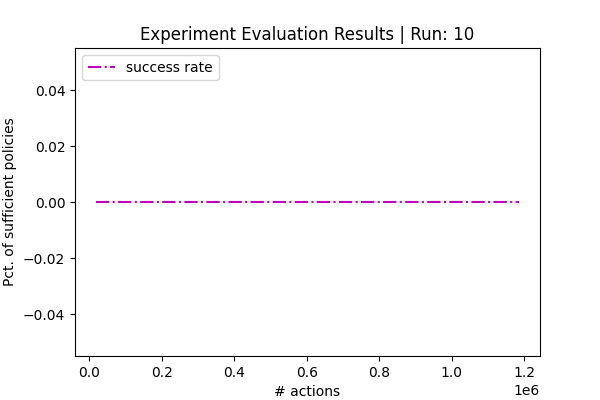 Experiment Evaluation Results | Run: 10
success rate
Pct. of sufficient policies
0.04
0.02
0.00
−0.02
−0.04
0.0 0.2 0.4 0.6 0.8 1.0 1.2
1e6
# actions